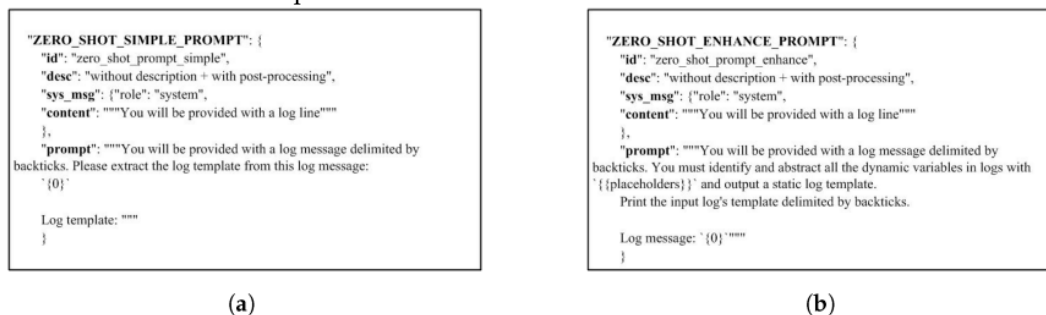 "ZERO_SHOT_SIMPLE_PROMPT": {
"id": "zero_shot_prompt_simple",
"desc": "without description + with post-processing",
"sys_msg": {"role": "system",
"content": """You will be provided with a log line"""
},
"prompt": """You will be provided with a log message delimited by
backticks. Please extract the log template from this log message:
`{0}`
Log template: """
}
(a)
"ZERO_SHOT_ENHANCE_PROMPT": {
"id": "zero_shot_prompt_enhance",
"desc": "without description + with post-processing",
"sys_msg": {"role": "system",
"content": """You will be provided with a log line"""
},
"prompt": """You will be provided with a log message delimited by
backticks. You must identify and abstract all the dynamic variables in logs with
`{{placeholders}}` and output a static log template.
Print the input log's template delimited by backticks.
Log message: `{0}`"""
}
(b)